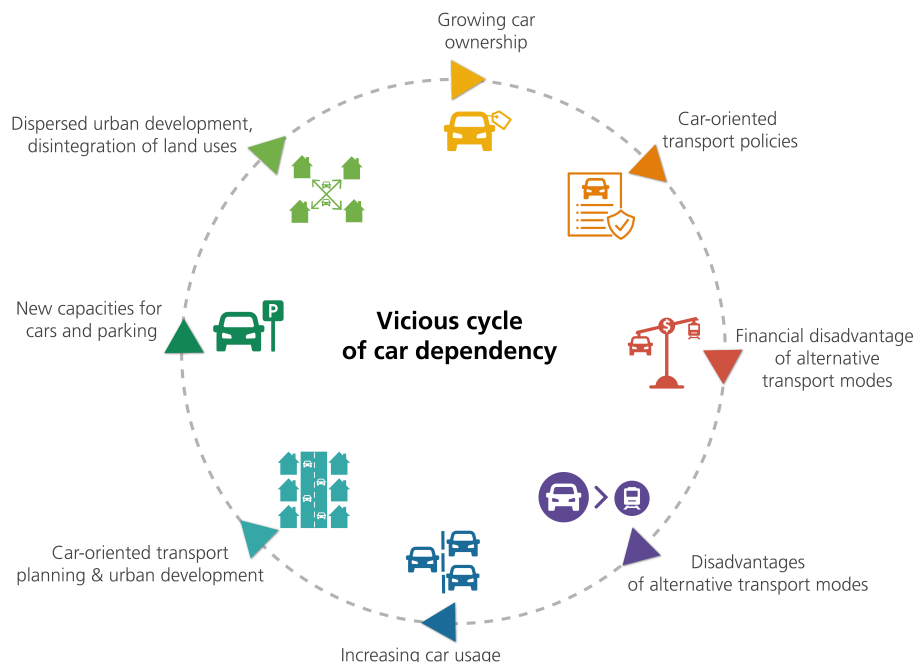 Growing car
ownership
Car-oriented
transport policies
Financial disadvantage
of alternative
transport modes
Disadvantages
of alternative transport modes
Increasing car usage
Car-oriented transport
planning & urban development
New capacities for
cars and parking
Dispersed urban development,
disintegration of land uses
Vicious cycle
of car dependency
P
$